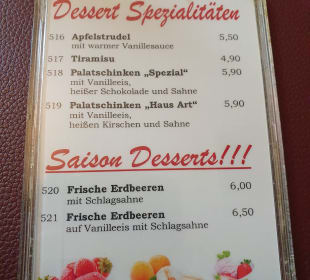 Dessert Spezialitäten
516 Apfelstrudel 5,50
mit warmer Vanillesauce
517 Tiramisu 4,90
518 Palatschinken „Spezial“ 5,90
mit Vanilleeis,
heißer Schokolade und Sahne
519 Palatschinken „Haus Art“ 5,90
mit Vanilleeis,
heißen Kirschen und Sahne
Saison Desserts!!!
520 Frische Erdbeeren 6,00
mit Schlagsahne
521 Frische Erdbeeren 6,50
auf Vanilleeis mit Schlagsahne